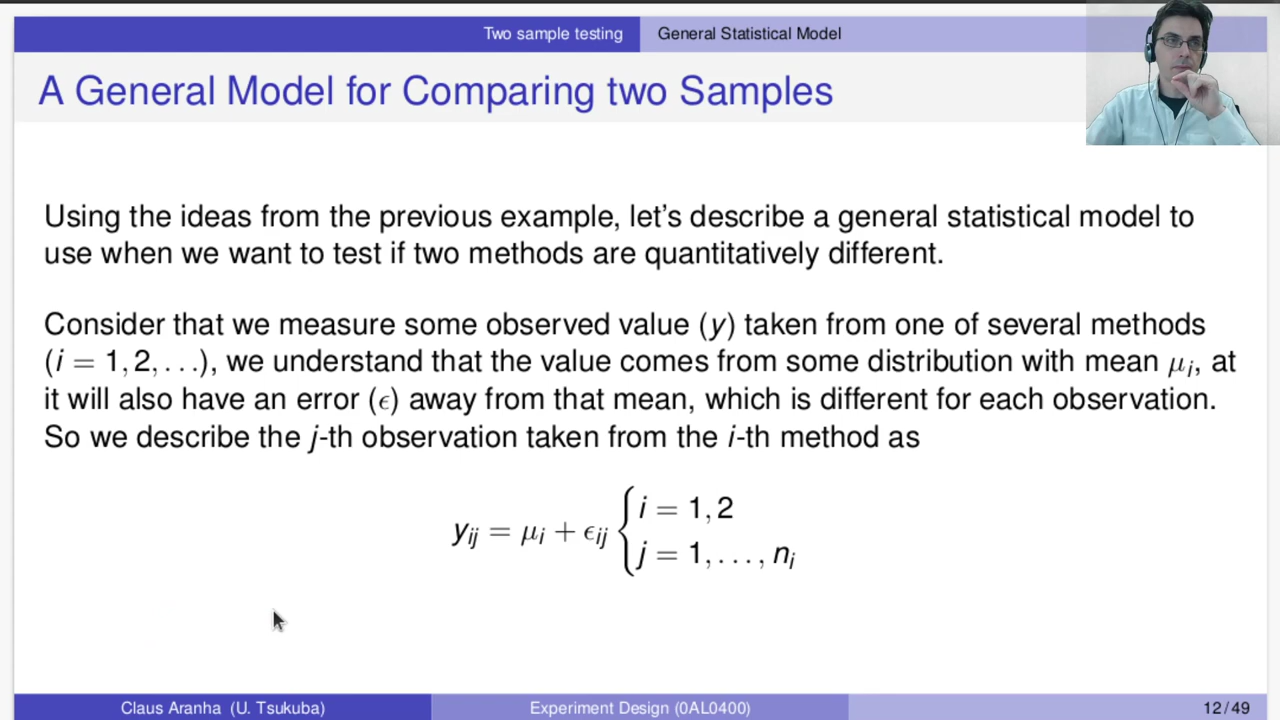 Two sample testing General Statistical Model
A General Model for Comparing two Samples
Using the ideas from the previous example, let's describe a general statistical model to
use when we want to test if two methods are quantitatively different.
Consider that we measure some observed value (y) taken from one of several methods
(i = 1, 2, . . .), we understand that the value comes from some distribution with mean μᵢ, at
it will also have an error (ϵ) away from that mean, which is different for each observation.
So we describe the j-th observation taken from the i-th method as
yᵢⱼ = μᵢ + ϵᵢⱼ { i = 1, 2
j = 1, . . . , nᵢ
Claus Aranha (U. Tsukuba) Experiment Design (0AL0400) 12 / 49